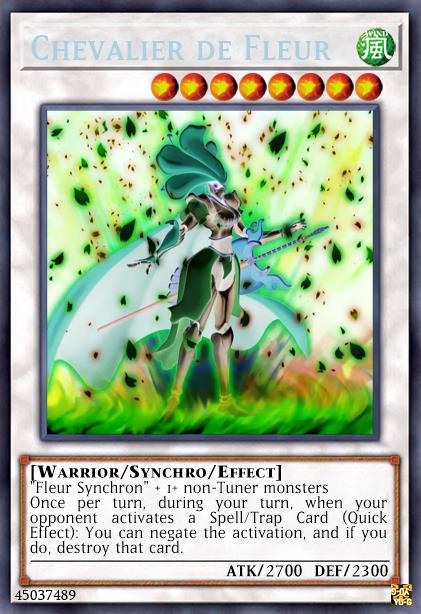 Chevalier de Fleur
WIND
風
[Warrior/Synchro/Effect]
"Fleur Synchron" + 1+ non-Tuner monsters
Once per turn, during your turn, when your
opponent activates a Spell/Trap Card (Quick
Effect): You can negate the activation, and if you
do, destroy that card.
ATK/2700 DEF/2300
45037489